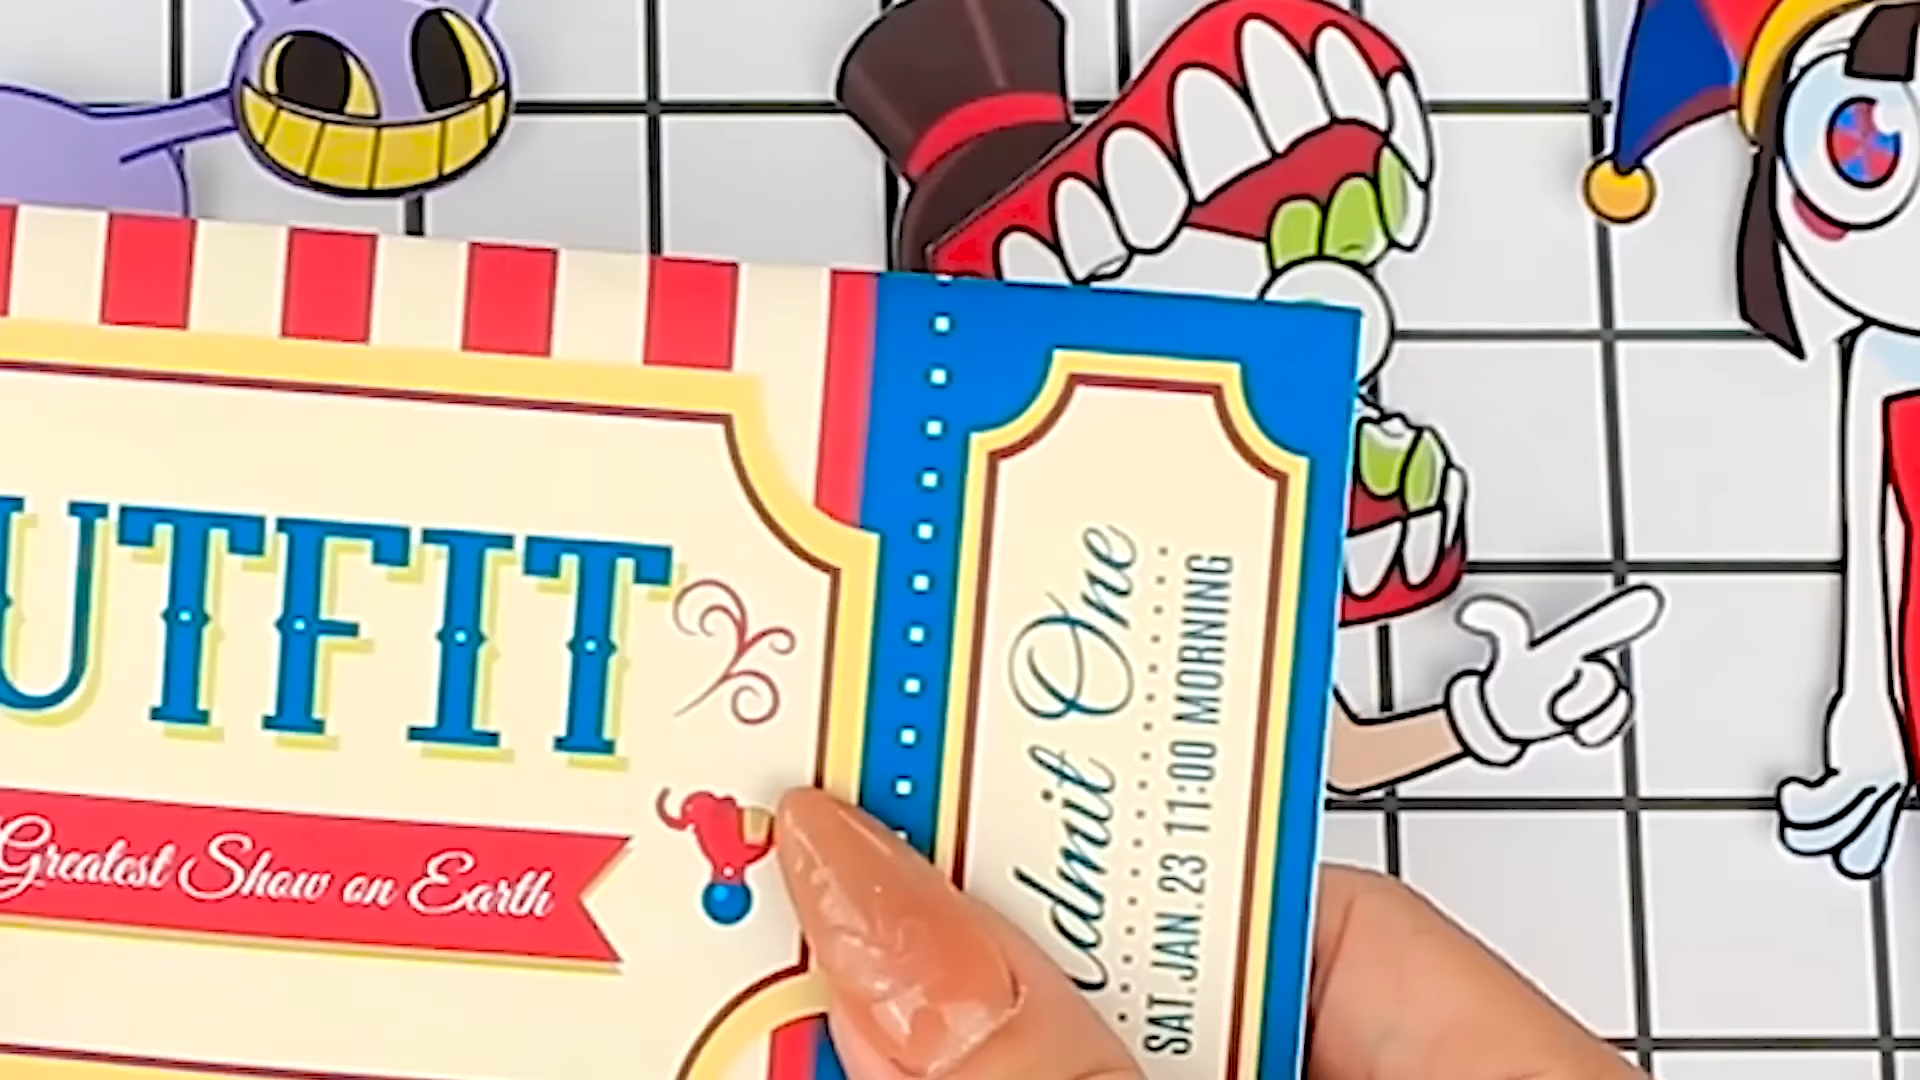 UTFIT
Greatest Show on Earth
Admit One
SAT.JAN.23 11:00 MORNING